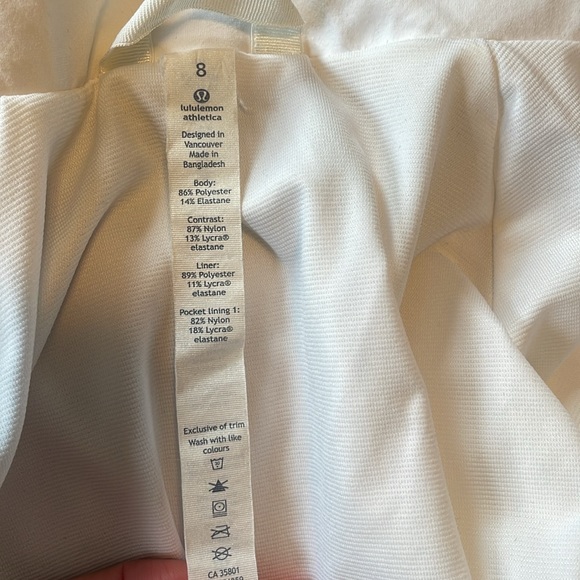 8
lululemon
athletica
Designed in
Vancouver
Made in
Bangladesh
Body:
86% Polyester
14% Elastane
Contrast:
87% Nylon
13% Lycra®
elastane
Liner:
89% Polyester
11% Lycra®
elastane
Pocket lining 1:
82% Nylon
18% Lycra®
elastane
Exclusive of trim
Wash with like
colours
CA 35801